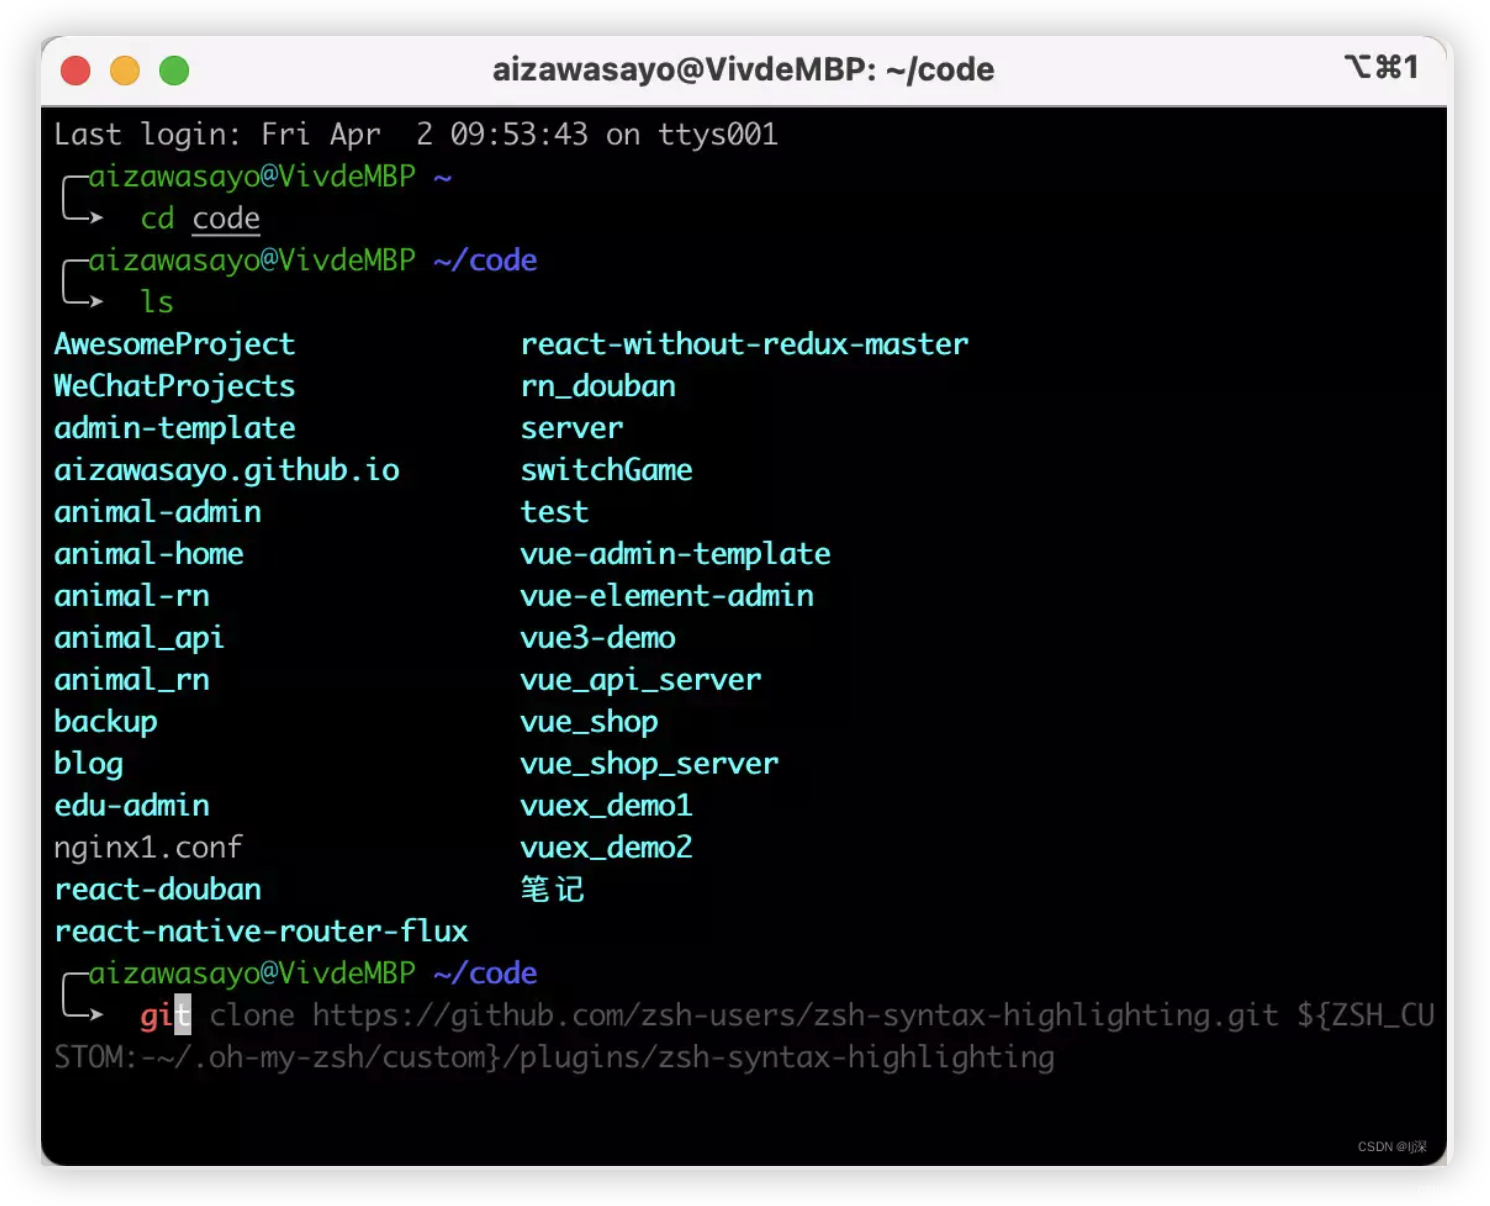 aizawasayo@VivdeMBP: ~/code ⌥⌘1
Last login: Fri Apr  2 09:53:43 on ttys001
aizawasayo@VivdeMBP ~
cd code
aizawasayo@VivdeMBP ~/code
ls
AwesomeProject react-without-redux-master
WeChatProjects rn_douban
admin-template server
aizawasayo.github.io switchGame
animal-admin test
animal-home vue-admin-template
animal-rn vue-element-admin
animal_api vue3-demo
animal_rn vue_api_server
backup vue_shop
blog vue_shop_server
edu-admin vuex_demo1
nginx1.conf vuex_demo2
react-douban 笔记
react-native-router-flux
aizawasayo@VivdeMBP ~/code
git clone https://github.com/zsh-users/zsh-syntax-highlighting.git ${ZSH_CU
STOM:-~/.oh-my-zsh/custom}/plugins/zsh-syntax-highlighting
CSDN @lj深